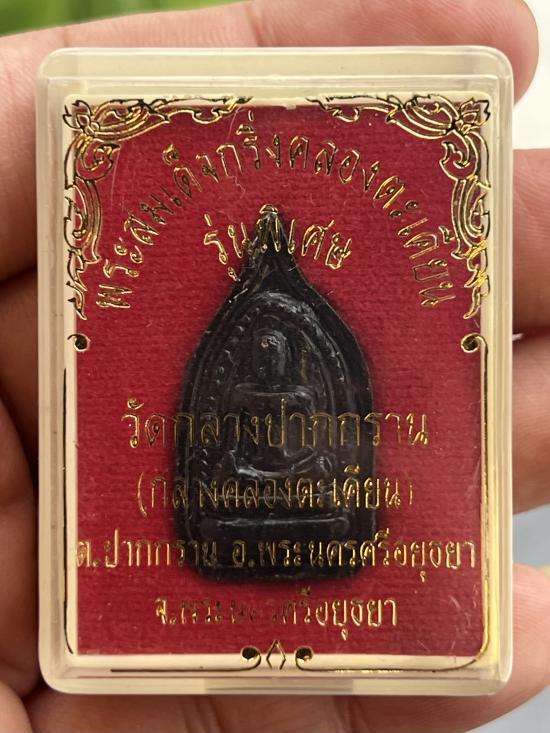 พระสมเด็จกริ่งคลองตะเคียน
รุ่นพิเศษ
วัดกลางปากกราน
(กลางคลองตะเคียน)
ต.ปากกราน อ.พระนครศรีอยุธยา
จ.พระนครศรีอยุธยา